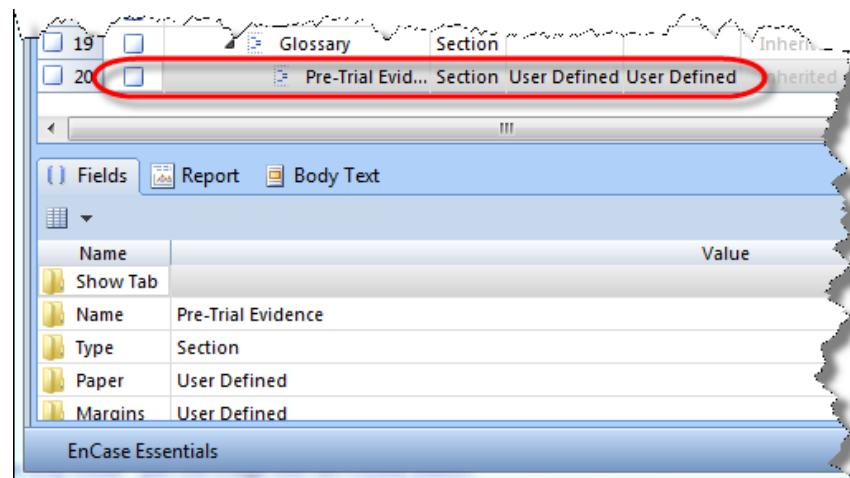 19 Glossary Section
20 Pre-Trial Evid... Section User Defined User Defined Inherited
Fields Report Body Text
Name Value
Show Tab
Name Pre-Trial Evidence
Type Section
Paper User Defined
Margins User Defined
EnCase Essentials